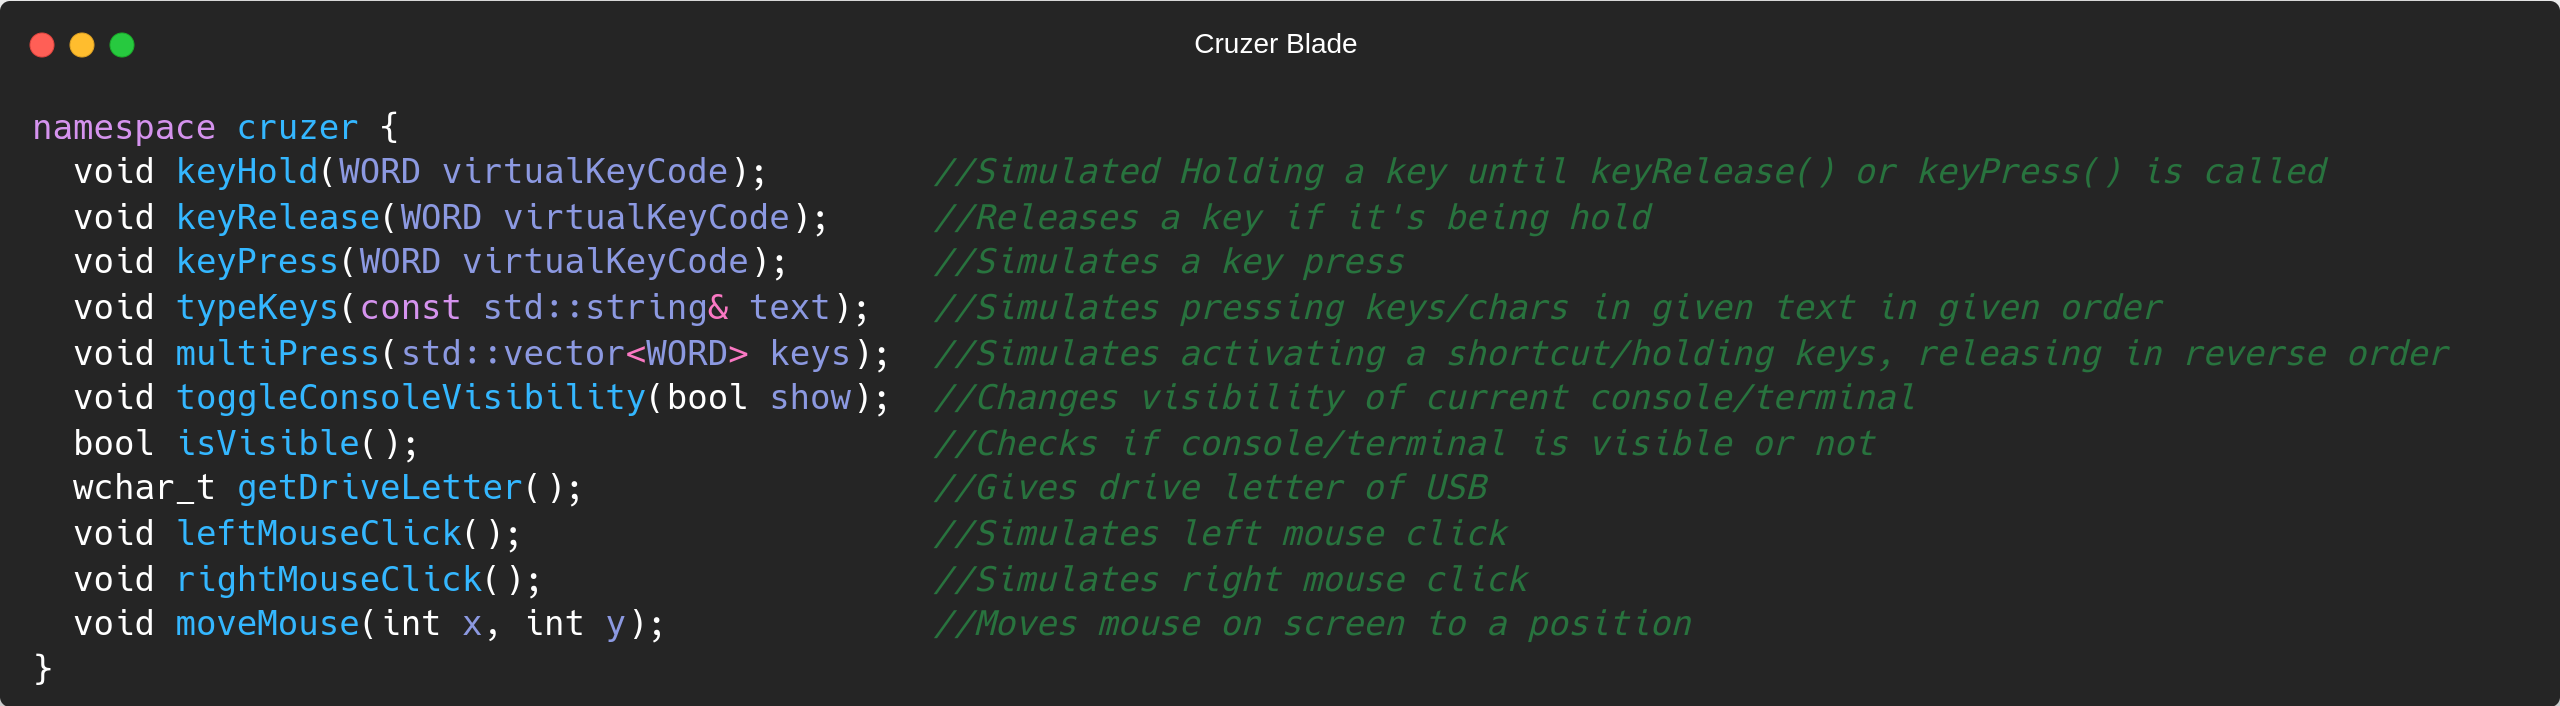 Cruzer Blade
namespace cruzer {
  void keyHold(WORD virtualKeyCode);        //Simulated Holding a key until keyRelease() or keyPress() is called
  void keyRelease(WORD virtualKeyCode);     //Releases a key if it's being hold
  void keyPress(WORD virtualKeyCode);       //Simulates a key press
  void typeKeys(const std::string& text);   //Simulates pressing keys/chars in given text in given order
  void multiPress(std::vector<WORD> keys);  //Simulates activating a shortcut/holding keys, releasing in reverse order
  void toggleConsoleVisibility(bool show);  //Changes visibility of current console/terminal
  bool isVisible();                         //Checks if console/terminal is visible or not
  wchar_t getDriveLetter();                 //Gives drive letter of USB
  void leftMouseClick();                    //Simulates left mouse click
  void rightMouseClick();                   //Simulates right mouse click
  void moveMouse(int x, int y);             //Moves mouse on screen to a position
}